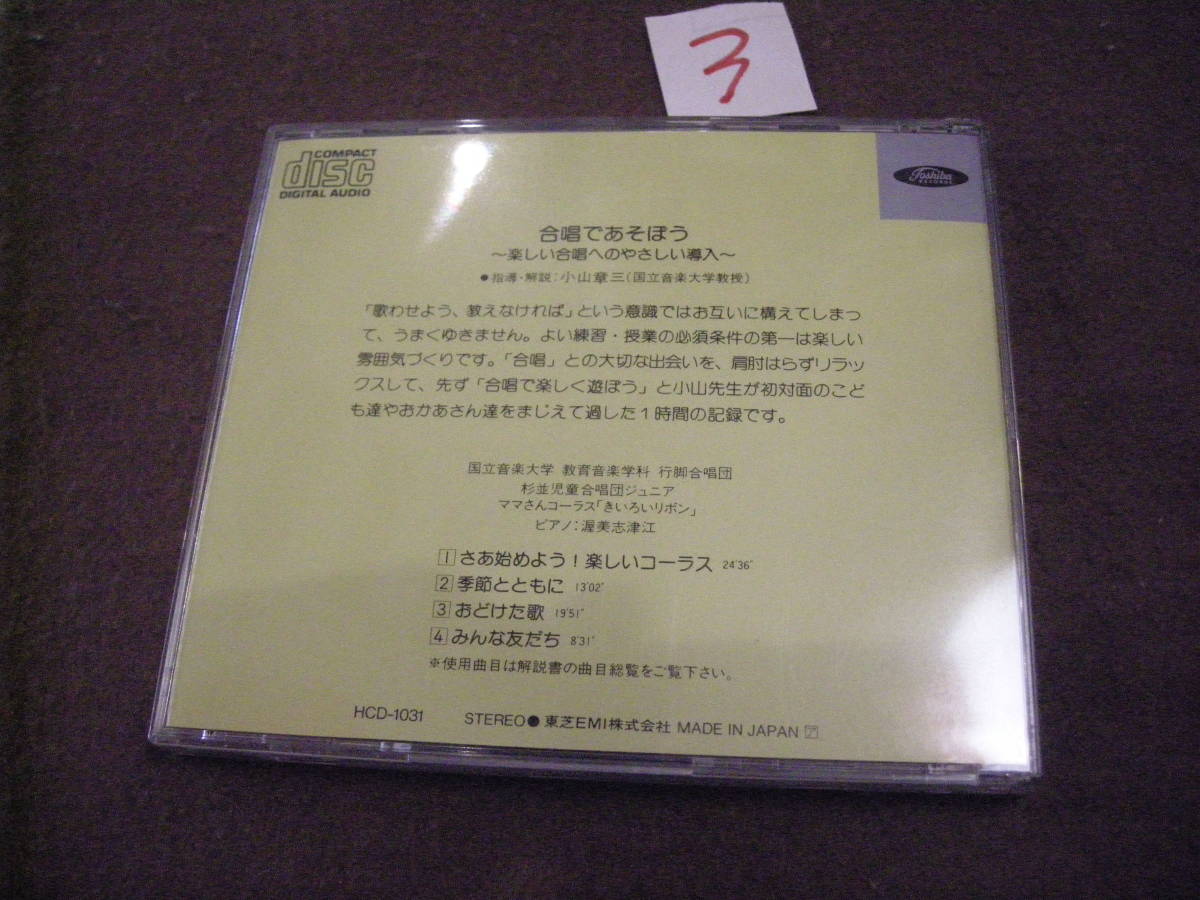 3
COMPACT
disc
DIGITAL AUDIO
Toshiba
RECORDS
合唱であそぼう
〜楽しい合唱へのやさしい導入〜
●指導・解説：小山章三（国立音楽大学教授）
「歌わせよう、教えなければ」という意識ではお互いに構えてしまっ
て、うまくゆきません。よい練習・授業の必須条件の第一は楽しい
雰囲気づくりです。「合唱」との大切な出会いを、肩肘はらずリラッ
クスして、先ず「合唱で楽しく遊ぼう」と小山先生が初対面のこど
も達やおかあさん達をまじえて過した1時間の記録です。
国立音楽大学 教育音楽学科 行脚合唱団
杉並児童合唱団ジュニア
ママさんコーラス「きいろいリボン」
ピアノ：渥美志津江
1 さあ始めよう！楽しいコーラス 24'36"
2 季節とともに 13'02"
3 おどけた歌 19'51"
4 みんな友だち 8'31"
※使用曲目は解説書の曲目総覧をご覧下さい。
HCD-1031 STEREO● 東芝EMI株式会社 MADE IN JAPAN ア